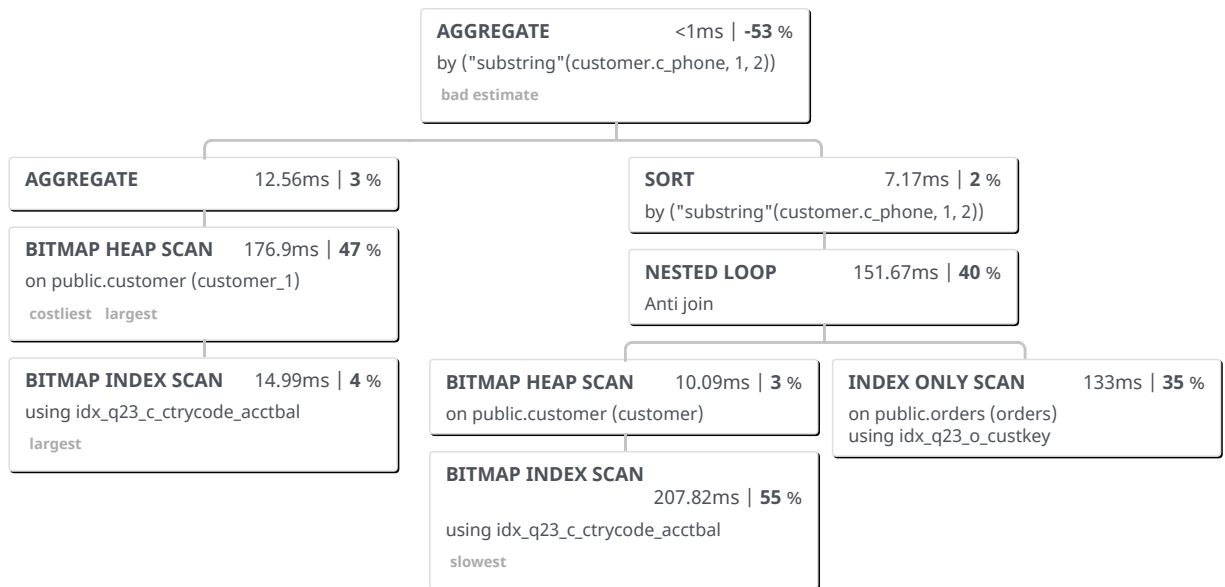 AGGREGATE <1ms | -53 %
by ("substring"(customer.c_phone, 1, 2))
bad estimate
AGGREGATE 12.56ms | 3 %
BITMAP HEAP SCAN 176.9ms | 47 %
on public.customer (customer_1)
costliest largest
BITMAP INDEX SCAN 14.99ms | 4 %
using idx_q23_c_ctrycode_acctbal
largest
SORT 7.17ms | 2 %
by ("substring"(customer.c_phone, 1, 2))
NESTED LOOP 151.67ms | 40 %
Anti join
BITMAP HEAP SCAN 10.09ms | 3 %
on public.customer (customer)
BITMAP INDEX SCAN
207.82ms | 55 %
using idx_q23_c_ctrycode_acctbal
slowest
INDEX ONLY SCAN 133ms | 35 %
on public.orders (orders)
using idx_q23_o_custkey